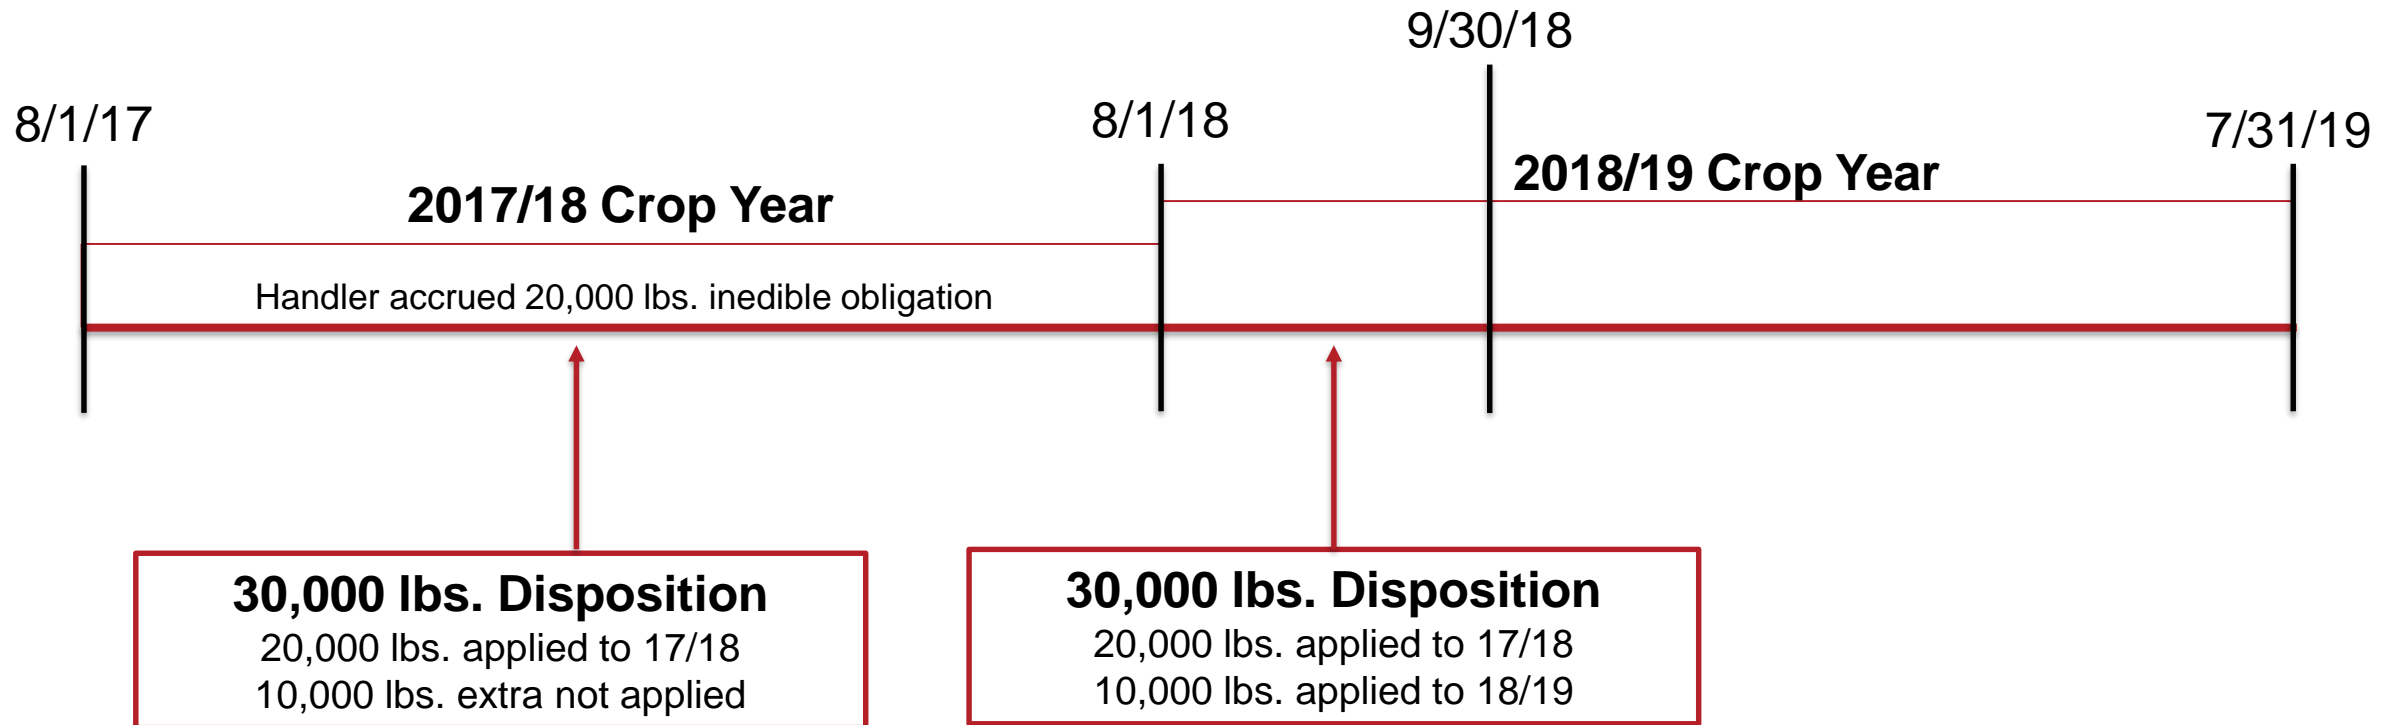 9/30/18
8/1/17
8/1/18
7/31/19
2017/18 Crop Year
2018/19 Crop Year
Handler accrued 20,000 lbs. inedible obligation
30,000 lbs. Disposition
20,000 lbs. applied to 17/18
10,000 lbs. extra not applied
30,000 lbs. Disposition
20,000 lbs. applied to 17/18
10,000 lbs. applied to 18/19